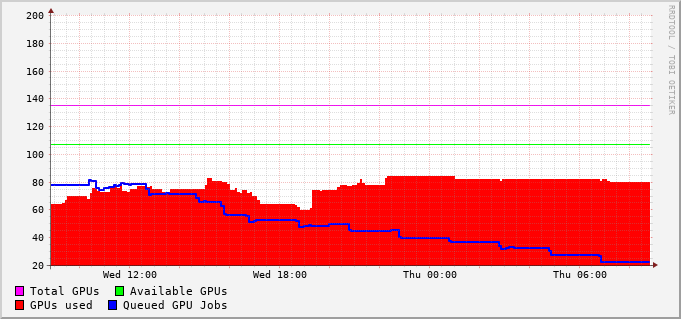 200
180
160
140
120
100
80
60
40
20
Wed 12:00 Wed 18:00 Thu 00:00 Thu 06:00
Total GPUs Available GPUs
GPUs used Queued GPU Jobs
RRDTOOL / TOBI OETIKER